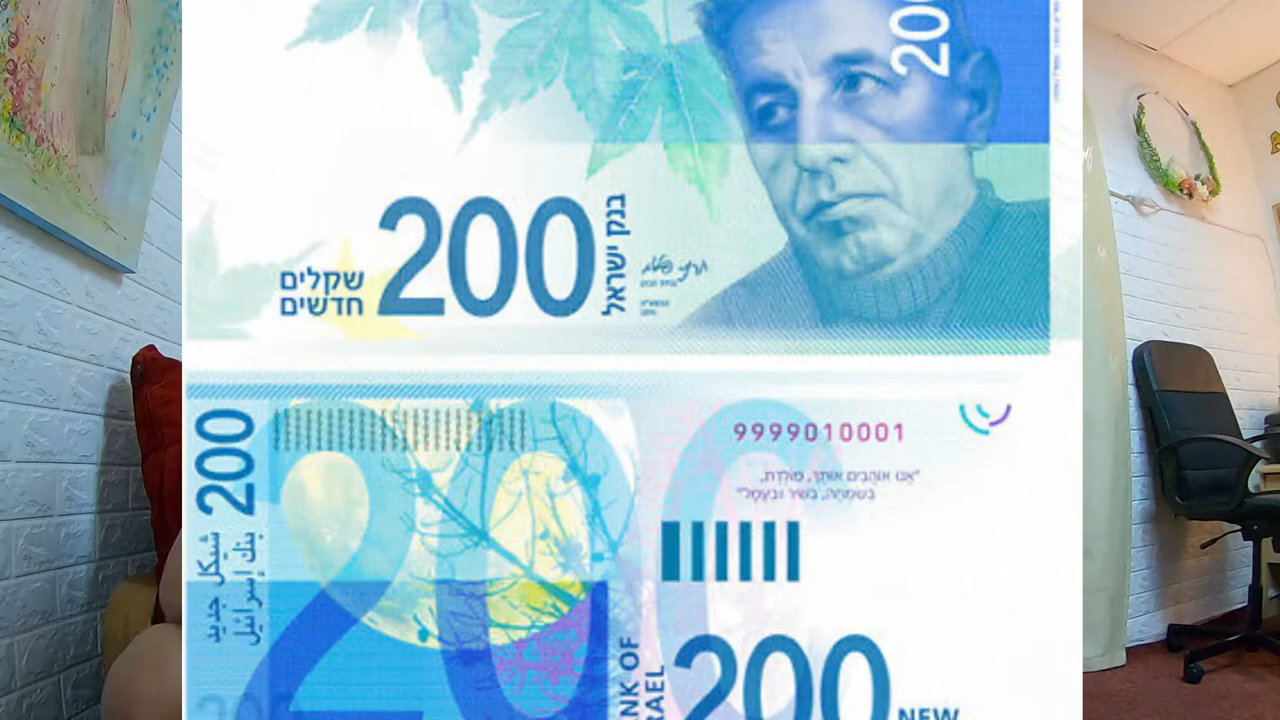 200
שקלים
חדשים
200
בנק ישראל
200
شيكل جديد
بنك إسرائيل
9999010001
"אנו אוהבים אותך, מולדת,
בשמחה, בשיר ובעמל"
200
NEW